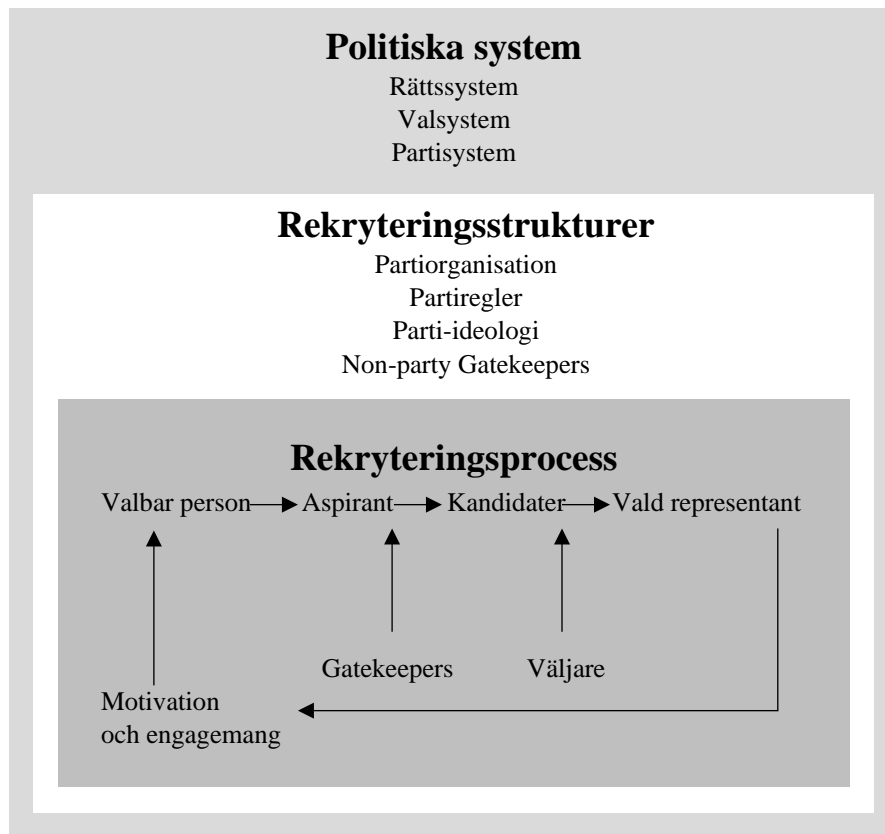 Politiska system
Rättssystem
Valsystem
Partisystem
Rekryteringsstrukturer
Partiorganisation
Partiregler
Parti-ideologi
Non-party Gatekeepers
Rekryteringsprocess
Valbar person Aspirant Kandidater Vald representant
Gatekeepers Väljare
Motivation
och engagemang